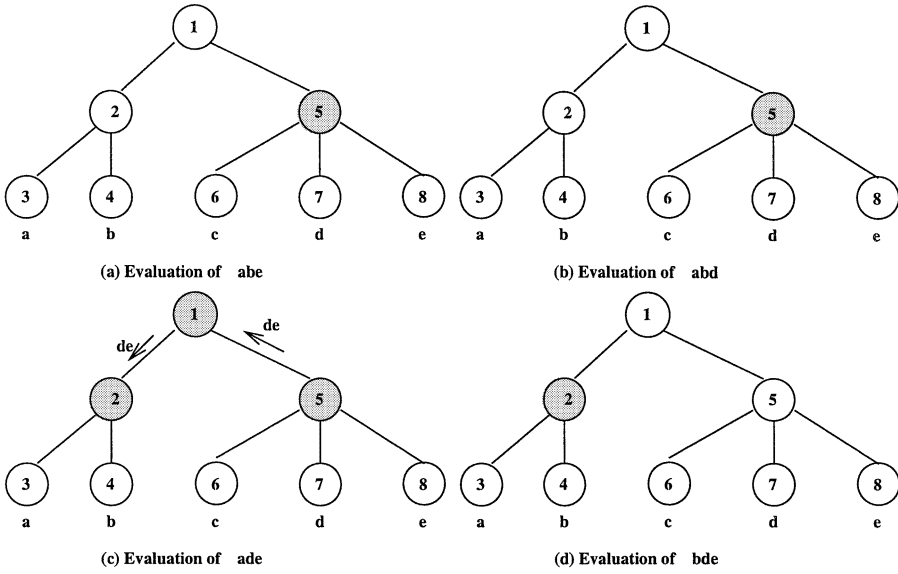 1
1
2
5
2
5
3
4
6
7
8
3
4
6
7
8
a
b
c
d
e
a
b
c
d
e
(a) Evaluation of abe
(b) Evaluation of abd
1
1
de
de
2
5
2
5
3
4
6
7
8
3
4
6
7
8
a
b
c
d
e
a
b
c
d
e
(c) Evaluation of ade
(d) Evaluation of bde